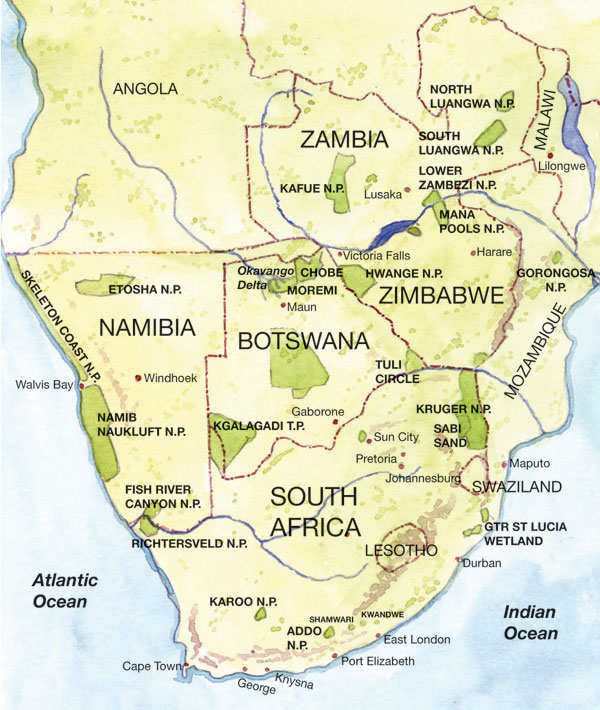 ANGOLA
NORTH
LUANGWA N.P.
MALAWI
ZAMBIA
SOUTH
LUANGWA N.P.
Lilongwe
KAFUE N.P.
Lusaka
LOWER
ZAMBEZI N.P.
MANA
POOLS N.P.
Victoria Falls
Harare
Okavango
Delta
CHOBE
HWANGE N.P.
GORONGOSA
N.P.
SKELETON COAST N.P.
ETOSHA N.P.
MOREMI
Maun
ZIMBABWE
NAMIBIA
BOTSWANA
MOZAMBIQUE
Walvis Bay
Windhoek
TULI
CIRCLE
NAMIB
NAUKLUFT N.P.
KGALAGADI T.P.
Gaborone
KRUGER N.P.
SABI
SAND
Sun City
Pretoria
Johannesburg
Maputo
SWAZILAND
FISH RIVER
CANYON N.P.
SOUTH
AFRICA
RICHTERSVELD N.P.
LESOTHO
GTR ST LUCIA
WETLAND
Durban
Atlantic
Ocean
Indian
Ocean
KAROO N.P.
SHAMWARI
KWANDWE
ADDO
N.P.
East London
Port Elizabeth
Cape Town
George
Knysna